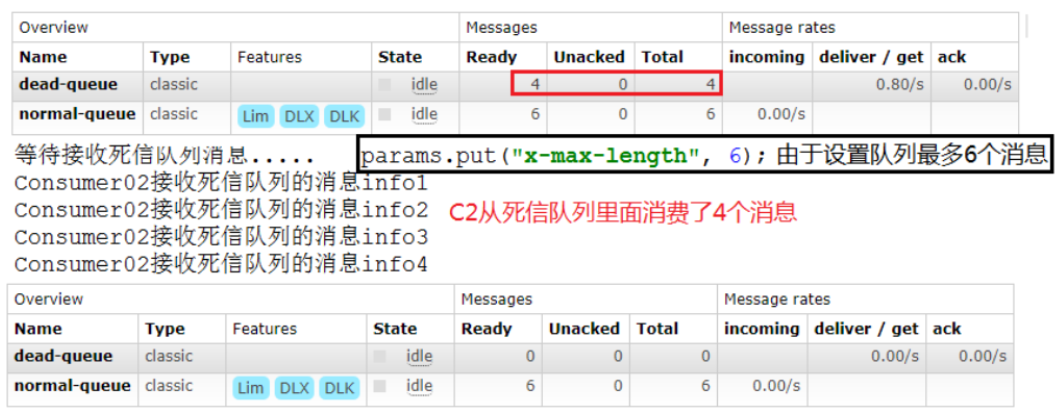 Overview Messages Message rates
Name Type Features State Ready Unacked Total incoming deliver / get ack
dead-queue classic idle 4 0 4 0.80/s 0.00/s
normal-queue classic Lim DLX DLK idle 6 0 6 0.00/s
等待接收死信队列消息..... params.put("x-max-length", 6); 由于设置队列最多6个消息
Consumer02接收死信队列的消息info1
Consumer02接收死信队列的消息info2 C2从死信队列里面消费了4个消息
Consumer02接收死信队列的消息info3
Consumer02接收死信队列的消息info4
Overview Messages Message rates
Name Type Features State Ready Unacked Total incoming deliver / get ack
dead-queue classic idle 0 0 0 0.00/s 0.00/s
normal-queue classic Lim DLX DLK idle 6 0 6 0.00/s